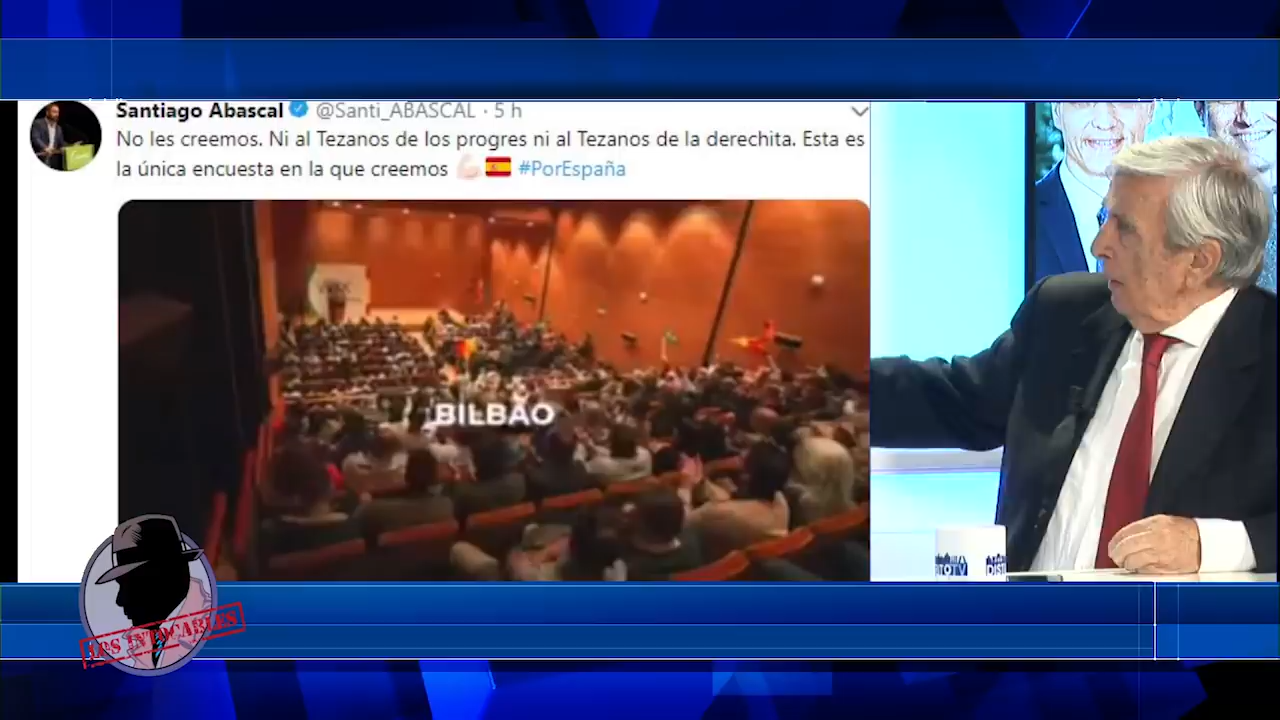 Santiago Abascal @Santi_ABASCAL · 5 h
No les creemos. Ni al Tezanos de los progres ni al Tezanos de la derechita. Esta es
la única encuesta en la que creemos #PorEspaña
BILBAO
LOS INTOCABLES